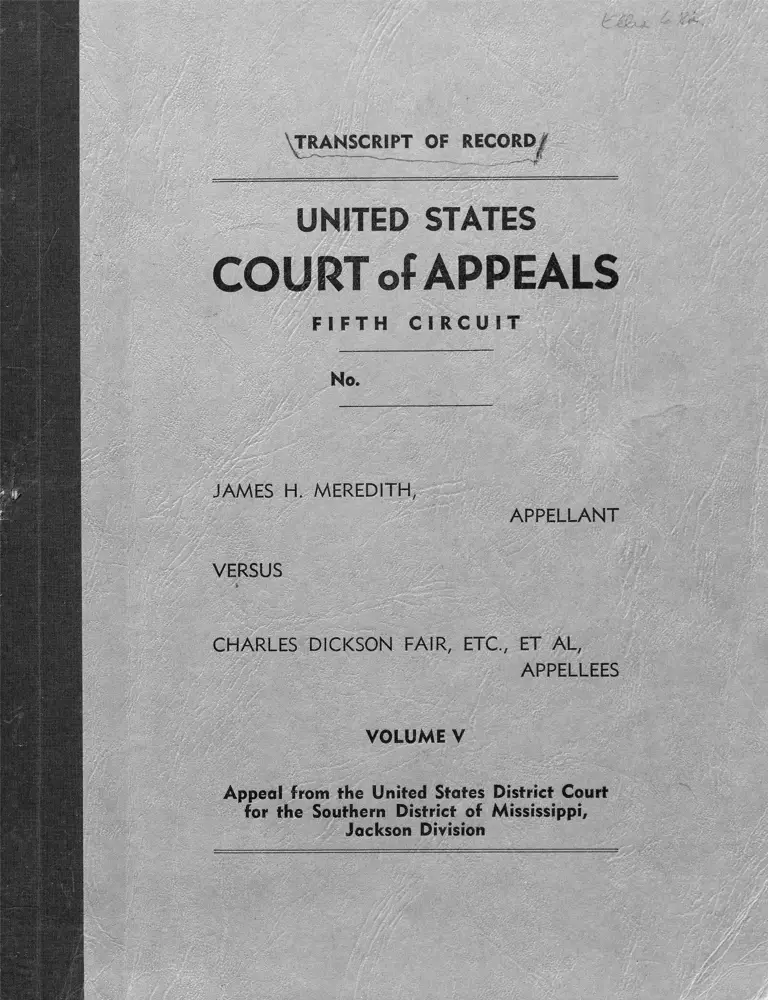 TRANSCRIPT OF RECORD
UNITED STATES
COURT of APPEALS
FIFTH CIRCUIT
No.
JAMES H. MEREDITH,
APPELLANT
VERSUS
CHARLES DICKSON FAIR, ETC., ET AL,
APPELLEES
VOLUME V
Appeal from the United States District Court
for the Southern District of Mississippi,
Jackson Division